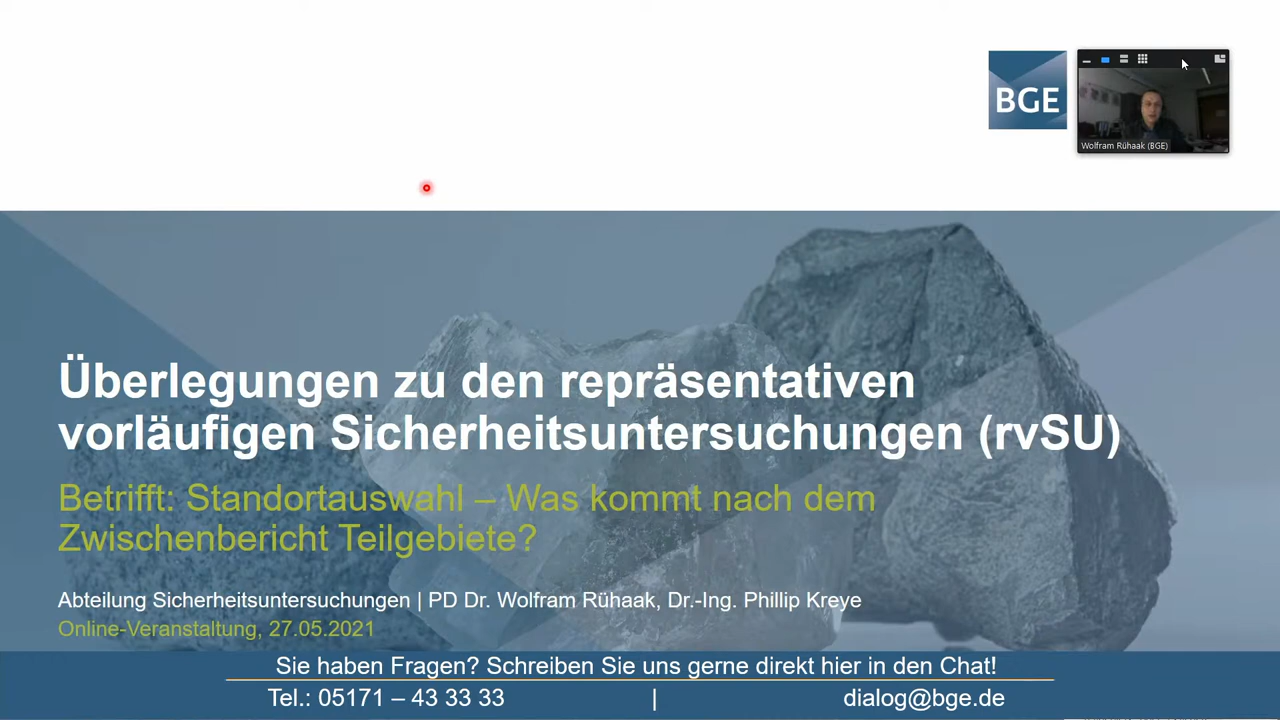 BGE
Wolfram Rühaak (BGE)
Überlegungen zu den repräsentativen
vorläufigen Sicherheitsuntersuchungen (rvSU)
Betrifft: Standortauswahl – Was kommt nach dem
Zwischenbericht Teilgebiete?
Abteilung Sicherheitsuntersuchungen | PD Dr. Wolfram Rühaak, Dr.-Ing. Phillip Kreye
Online-Veranstaltung, 27.05.2021
Sie haben Fragen? Schreiben Sie uns gerne direkt hier in den Chat!
Tel.: 05171 – 43 33 33 | dialog@bge.de